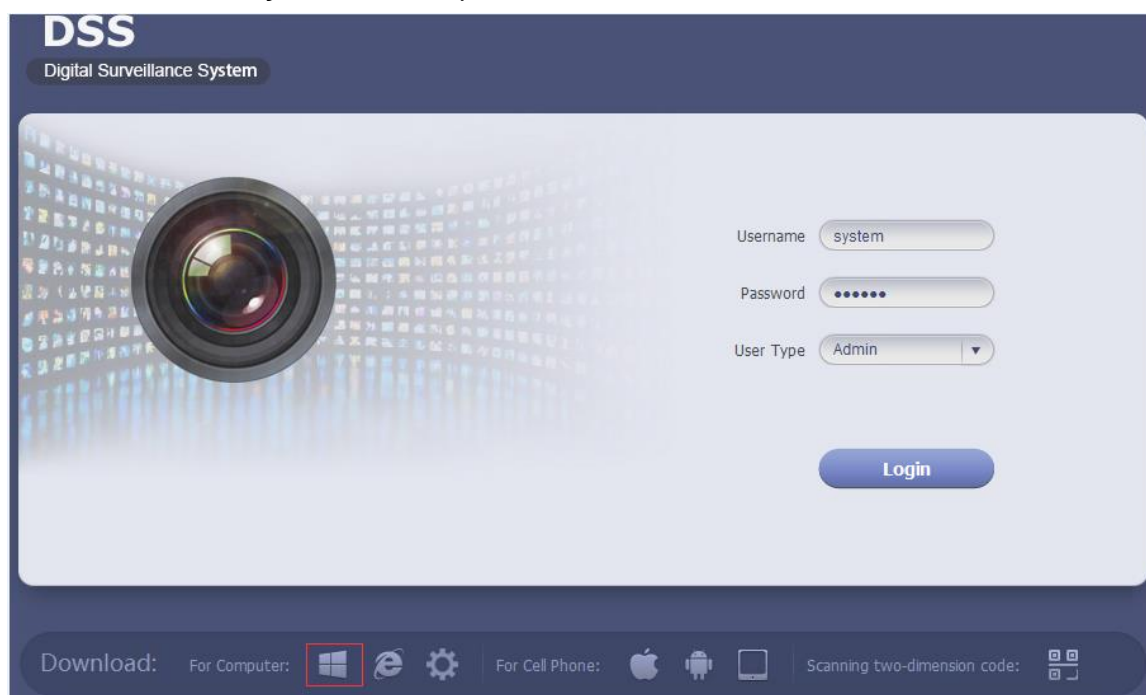 DSS
Digital Surveillance System
Username system
Password ••••••
User Type Admin
Login
Download: For Computer: For Cell Phone: Scanning two-dimension code: